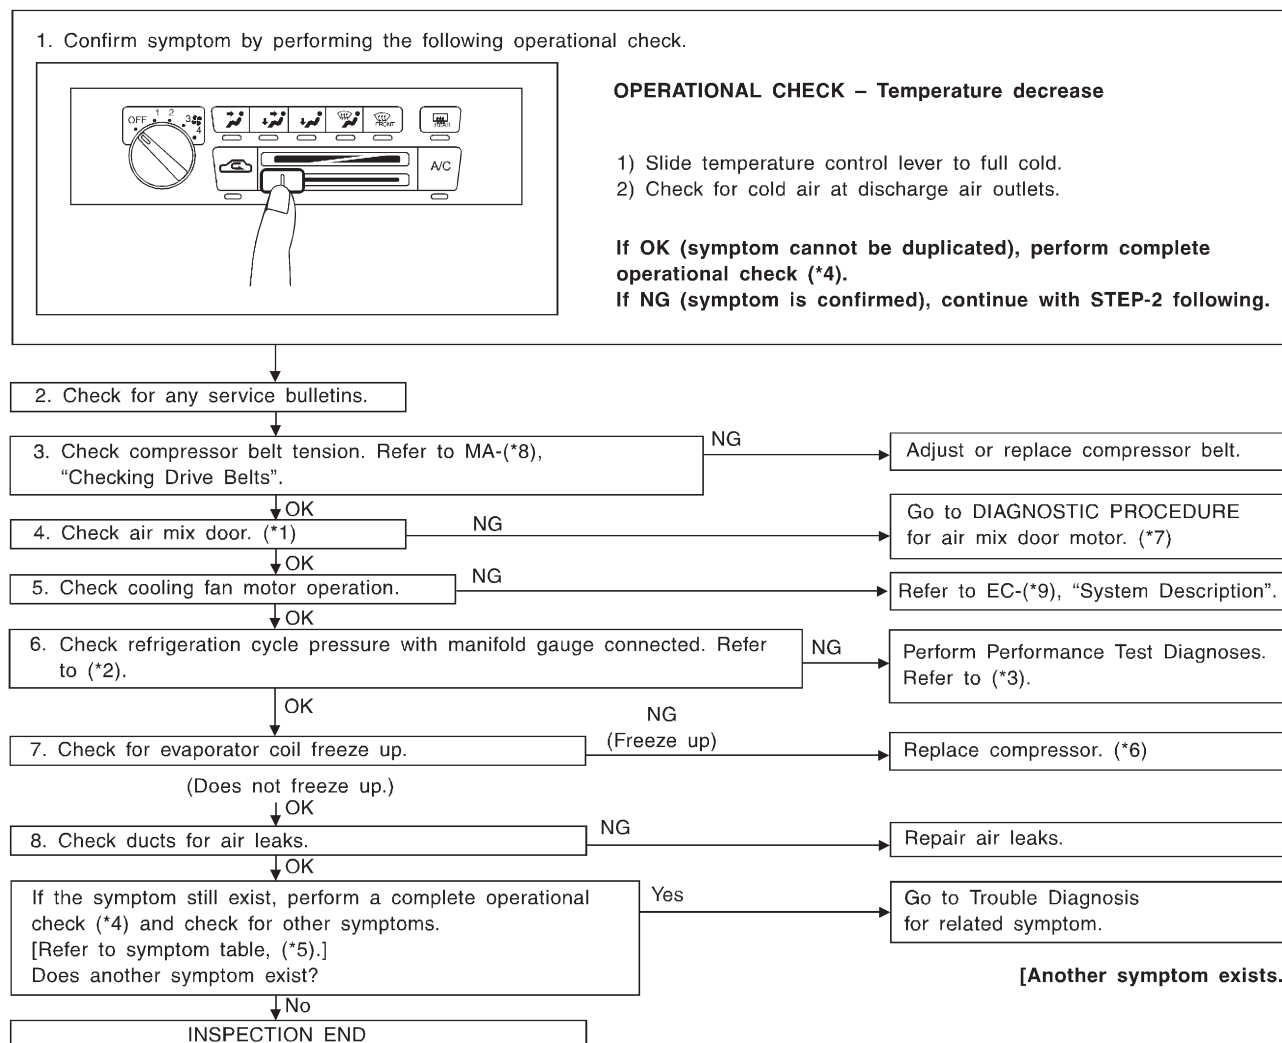 1. Confirm symptom by performing the following operational check.
OFF 1 2 3 4
FRONT
REAR
A/C
OPERATIONAL CHECK – Temperature decrease
1) Slide temperature control lever to full cold.
2) Check for cold air at discharge air outlets.
If OK (symptom cannot be duplicated), perform complete
operational check (*4).
If NG (symptom is confirmed), continue with STEP-2 following.
2. Check for any service bulletins.
3. Check compressor belt tension. Refer to MA-(*8),
“Checking Drive Belts”.
NG
Adjust or replace compressor belt.
OK
4. Check air mix door. (*1)
NG
Go to DIAGNOSTIC PROCEDURE
for air mix door motor. (*7)
OK
5. Check cooling fan motor operation.
NG
Refer to EC-(*9), “System Description”.
OK
6. Check refrigeration cycle pressure with manifold gauge connected. Refer
to (*2).
NG
Perform Performance Test Diagnoses.
Refer to (*3).
OK
7. Check for evaporator coil freeze up.
NG
(Freeze up)
Replace compressor. (*6)
(Does not freeze up.)
OK
8. Check ducts for air leaks.
NG
Repair air leaks.
OK
If the symptom still exist, perform a complete operational
check (*4) and check for other symptoms.
[Refer to symptom table, (*5).]
Does another symptom exist?
Yes
Go to Trouble Diagnosis
for related symptom.
[Another symptom exists.
No
INSPECTION END